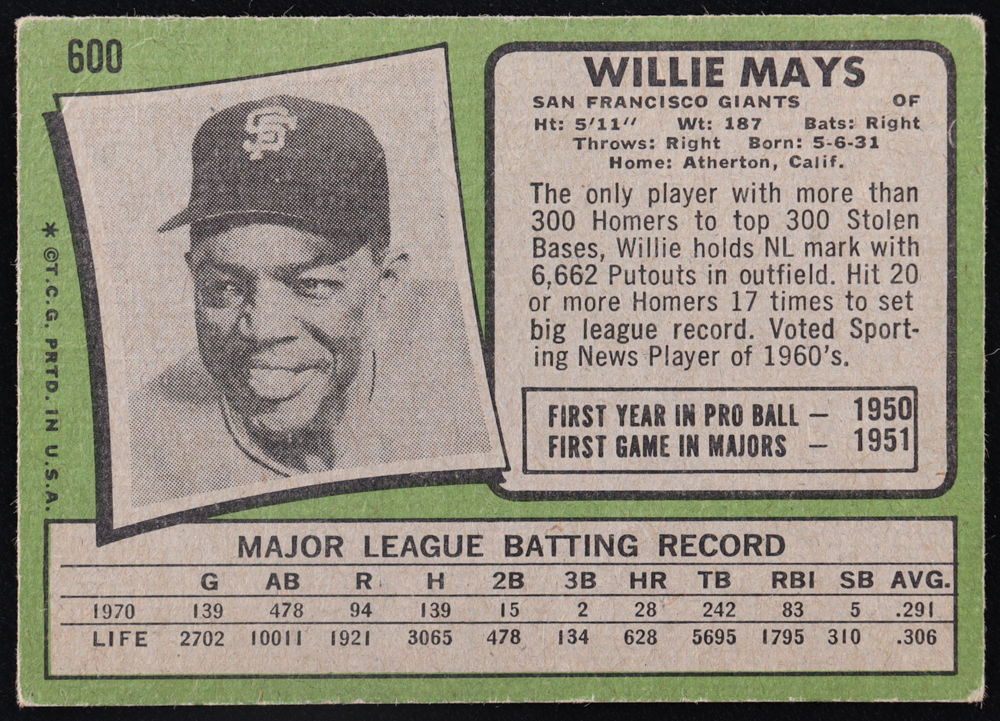 600
SF
WILLIE MAYS
SAN FRANCISCO GIANTS OF
Ht: 5'11" Wt: 187 Bats: Right
Throws: Right Born: 5-6-31
Home: Atherton, Calif.
The only player with more than
300 Homers to top 300 Stolen
Bases, Willie holds NL mark with
6,662 Putouts in outfield. Hit 20
or more Homers 17 times to set
big league record. Voted Sport-
ing News Player of 1960's.
FIRST YEAR IN PRO BALL — 1950
FIRST GAME IN MAJORS — 1951
* ©T.C.G. PRTD. IN U.S.A.
MAJOR LEAGUE BATTING RECORD
G AB R H 2B 3B HR TB RBI SB AVG.
1970 139 478 94 139 15 2 28 242 83 5 .291
LIFE 2702 10011 1921 3065 478 134 628 5695 1795 310 .306